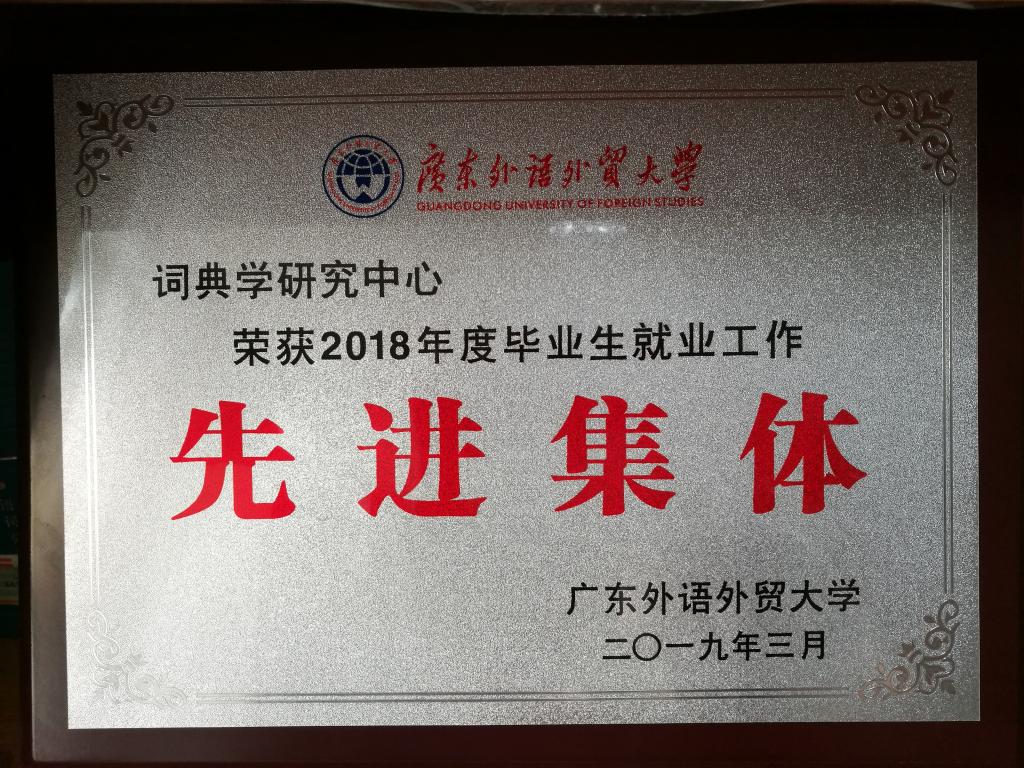 廣东外语外贸大學
GUANGDONG UNIVERSITY OF FOREIGN STUDIES
词典学研究中心
荣获2018年度毕业生就业工作
先进集体
广东外语外贸大学
二〇一九年三月